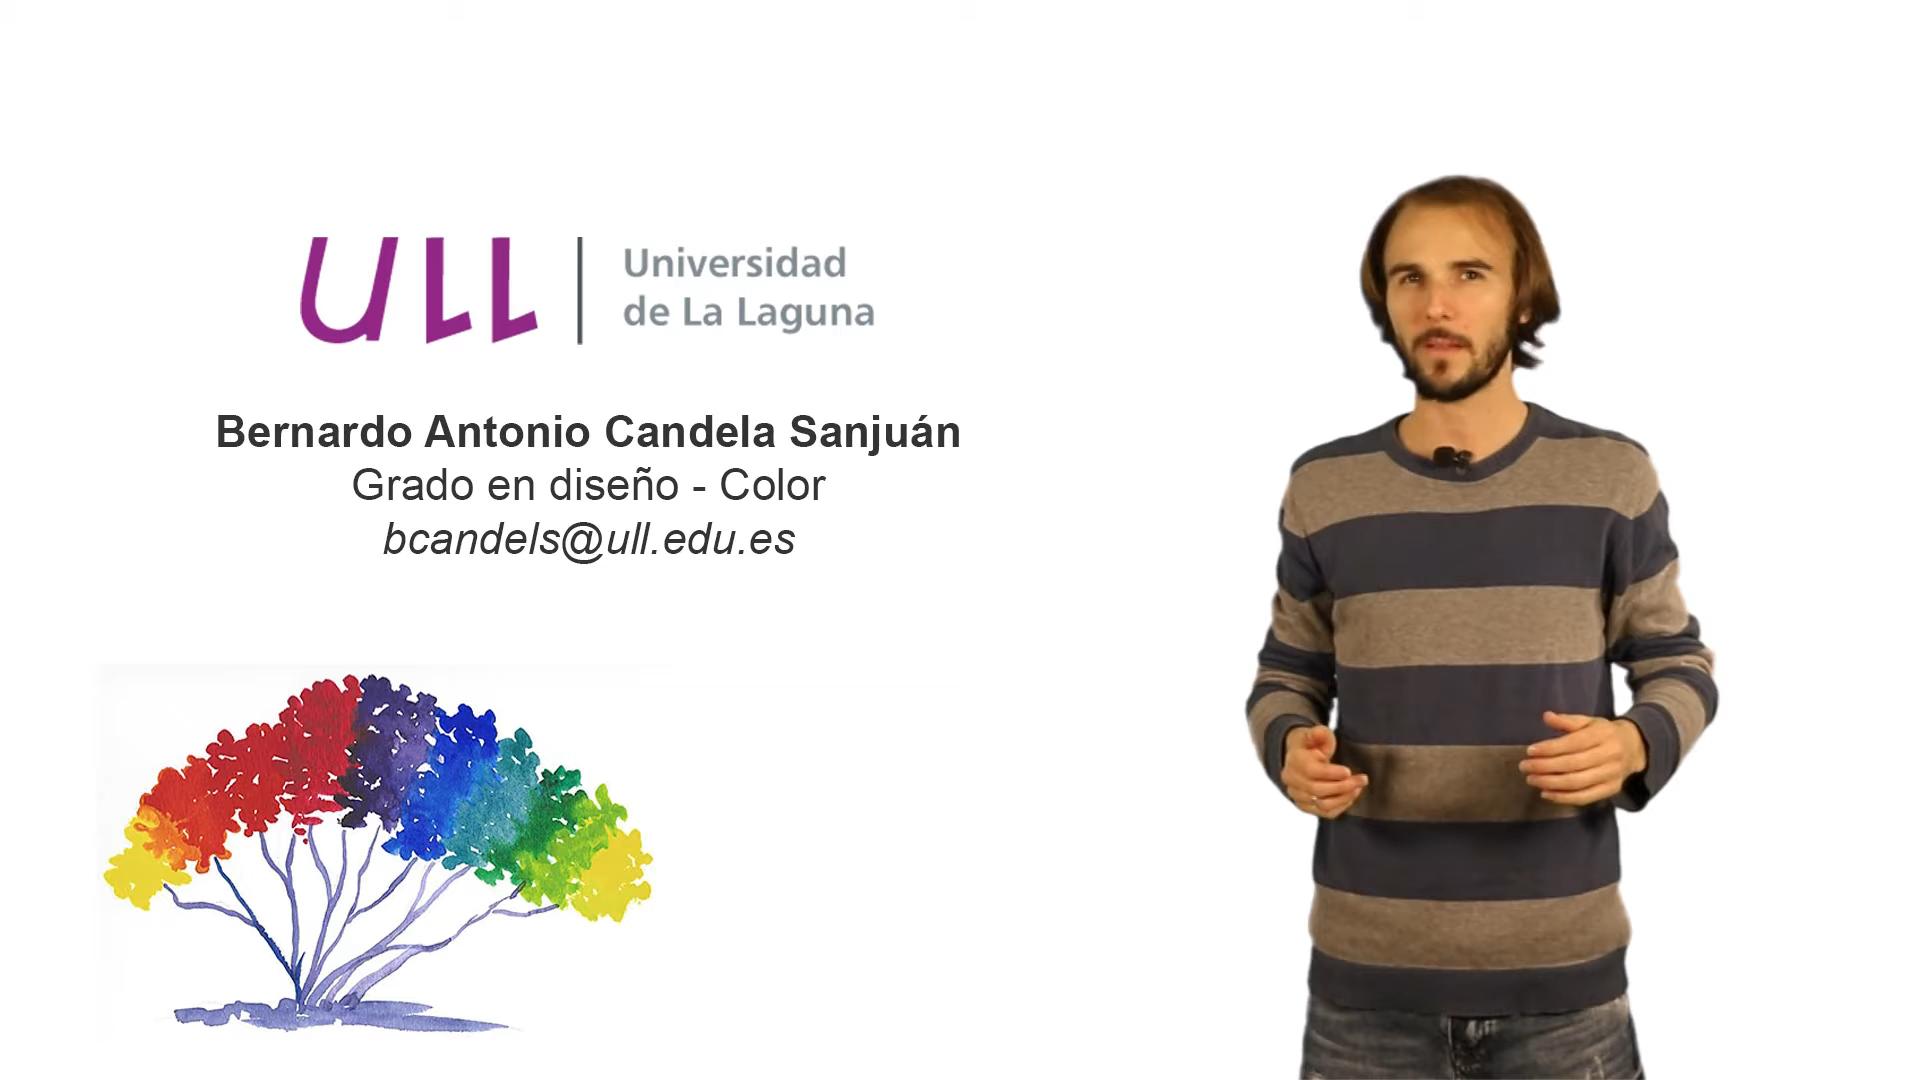 ULL
Universidad
de La Laguna
Bernardo Antonio Candela Sanjuán
Grado en diseño - Color
bcandels@ull.edu.es